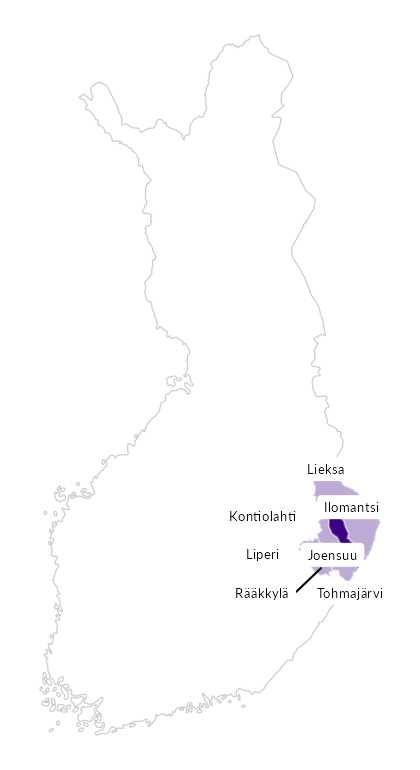 Lieksa
Ilomantsi
Kontiolahti
Liperi
Joensuu
Rääkkylä
Tohmajärvi